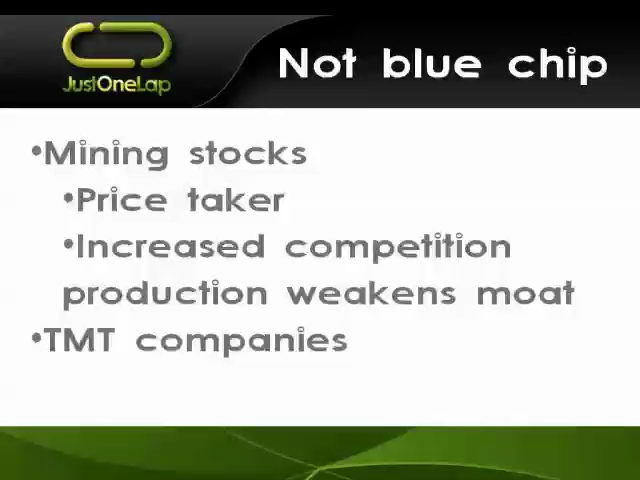 JustOneLap
Not blue chip
•Mining stocks
•Price taker
•Increased competition
production weakens moat
•TMT companies